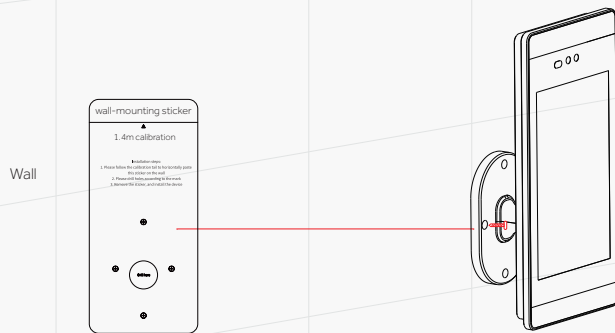 wall-mounting sticker
1.4m calibration
Wall
Installation steps:
1. Please follow the calibration tail to horizontally paste
this sticker on the wall
2. Please drill holes according to the mark
3. Remove the sticker, and install the device